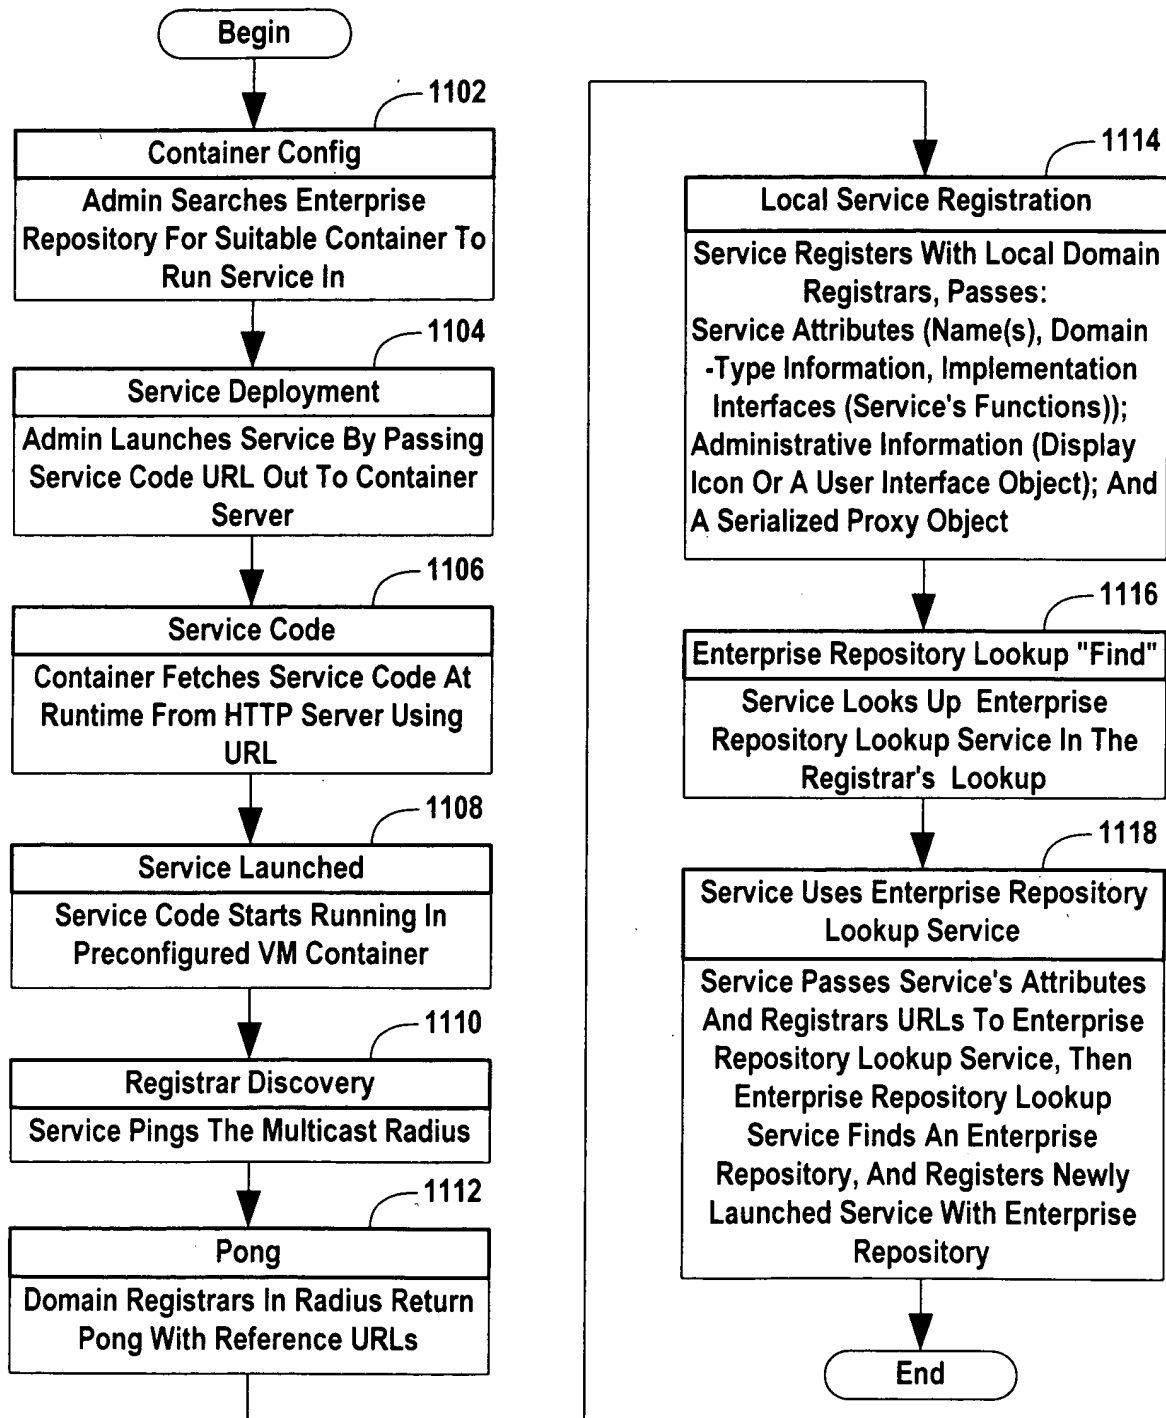 Begin
1102
Container Config
Admin Searches Enterprise
Repository For Suitable Container To
Run Service In
1104
Service Deployment
Admin Launches Service By Passing
Service Code URL Out To Container
Server
1106
Service Code
Container Fetches Service Code At
Runtime From HTTP Server Using
URL
1108
Service Launched
Service Code Starts Running In
Preconfigured VM Container
1110
Registrar Discovery
Service Pings The Multicast Radius
1112
Pong
Domain Registrars In Radius Return
Pong With Reference URLs
1114
Local Service Registration
Service Registers With Local Domain
Registrars, Passes:
Service Attributes (Name(s), Domain
-Type Information, Implementation
Interfaces (Service's Functions));
Administrative Information (Display
Icon Or A User Interface Object); And
A Serialized Proxy Object
1116
Enterprise Repository Lookup "Find"
Service Looks Up Enterprise
Repository Lookup Service In The
Registrar's Lookup
1118
Service Uses Enterprise Repository
Lookup Service
Service Passes Service's Attributes
And Registrars URLs To Enterprise
Repository Lookup Service, Then
Enterprise Repository Lookup
Service Finds An Enterprise
Repository, And Registers Newly
Launched Service With Enterprise
Repository
End